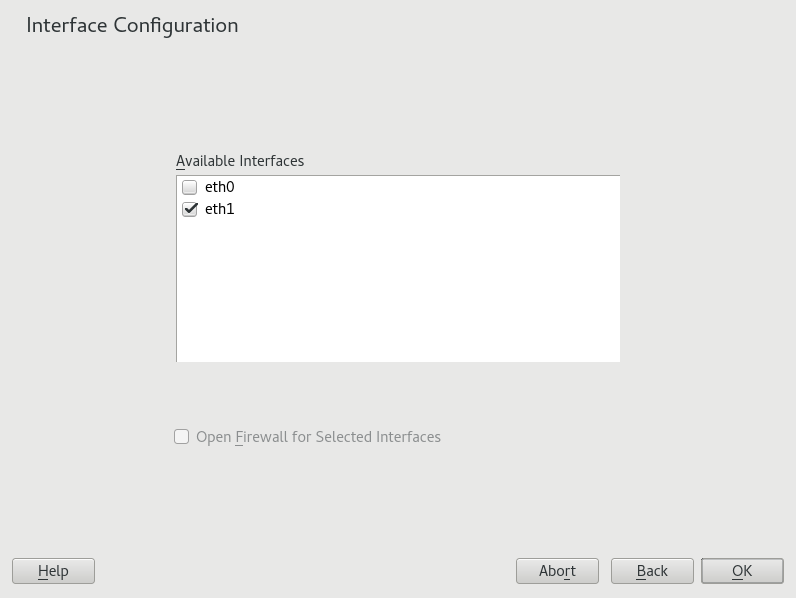 Interface Configuration
Available Interfaces
eth0
eth1
Open Firewall for Selected Interfaces
Help Abort Back OK